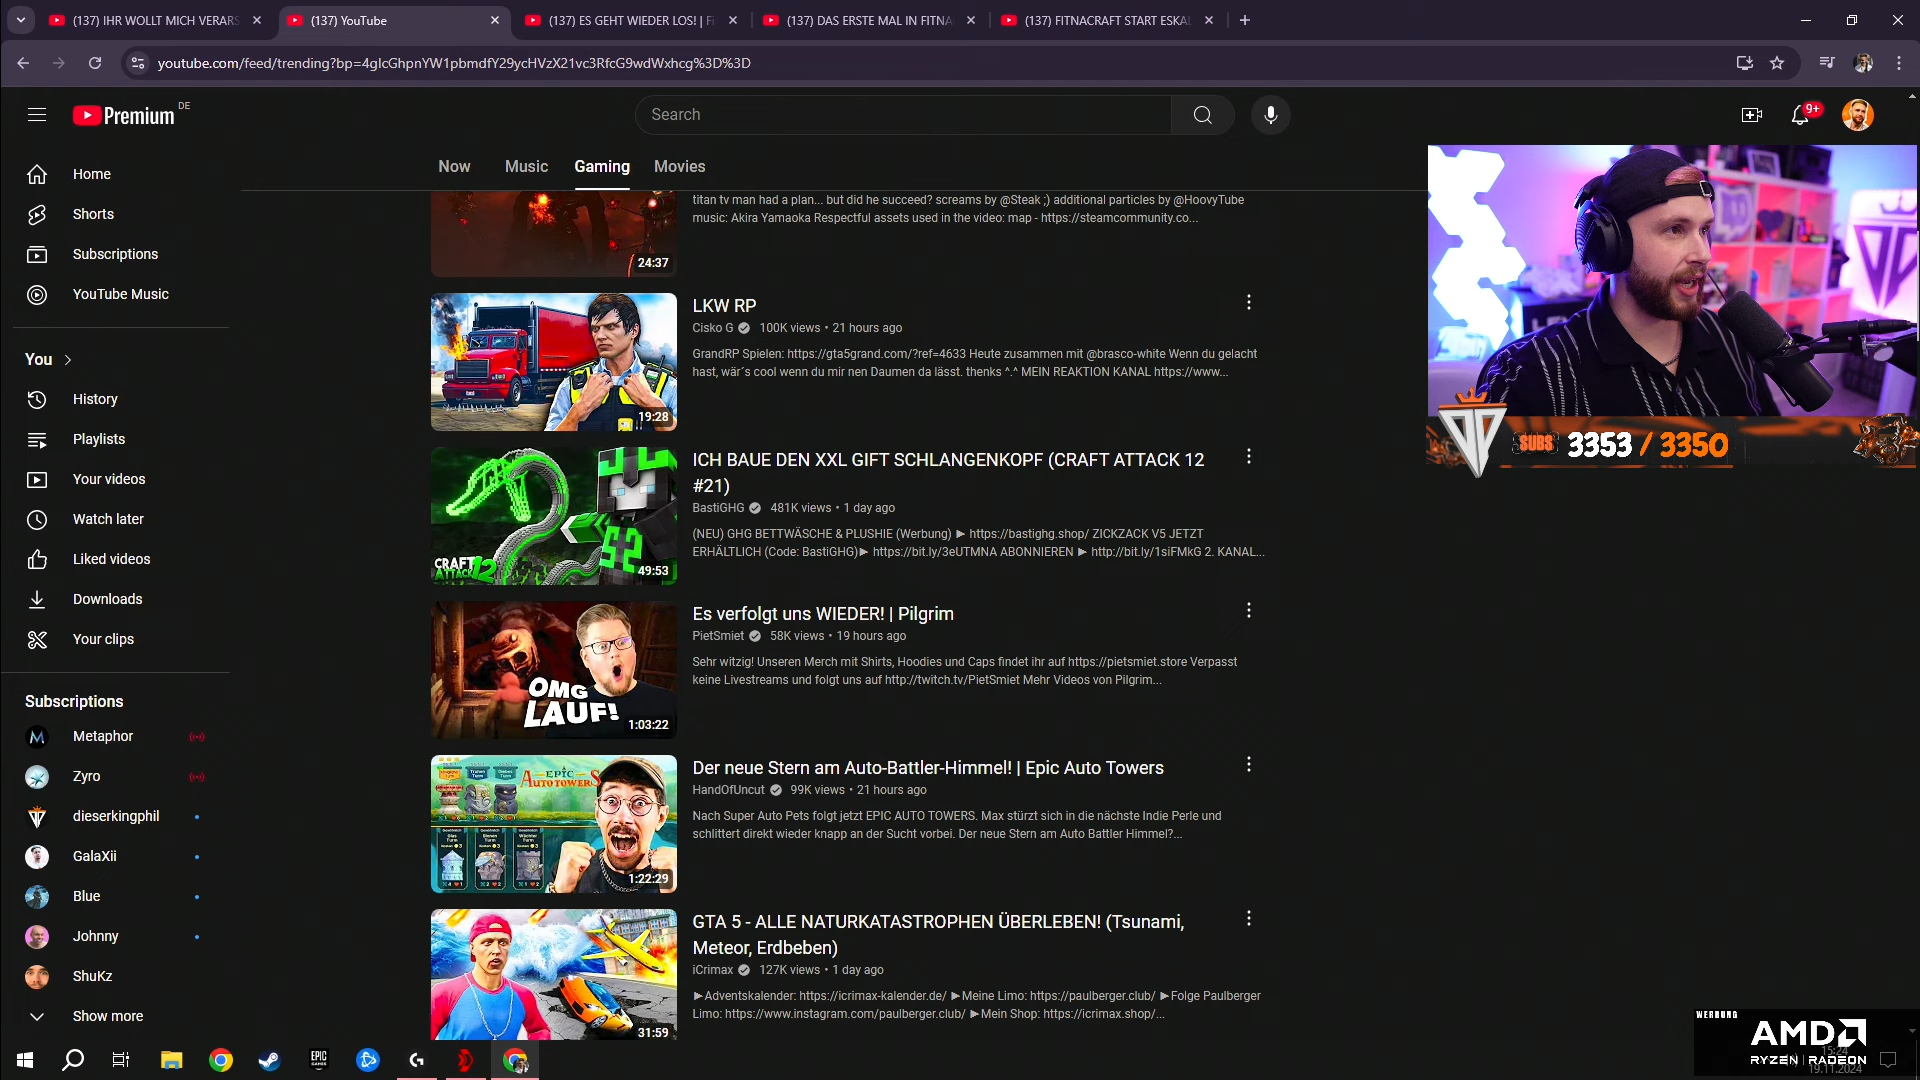 (137) IHR WOLLT MICH VERARS
(137) YouTube
(137) ES GEHT WIEDER LOS! | Fi
(137) DAS ERSTE MAL IN FITNA
(137) FITNACRAFT START ESKAL
youtube.com/feed/trending?bp=4gIcGhpnYW1pbmdfY29ycHVzX21vc3RfcG9wdWxhcg%3D%3D
Premium DE
Search
9+
Now
Music
Gaming
Movies
Home
Shorts
Subscriptions
YouTube Music
You
History
Playlists
Your videos
Watch later
Liked videos
Downloads
Your clips
Subscriptions
Metaphor
Zyro
dieserkingphil
GalaXii
Blue
Johnny
ShuKz
Show more
titan tv man had a plan... but did he succeed? screams by @Steak ;) additional particles by @HoovyTube
music: Akira Yamaoka Respectful assets used in the video: map - https://steamcommunity.co...
24:37
LKW RP
Cisko G 100K views • 21 hours ago
GrandRP Spielen: https://gta5grand.com/?ref=4633 Heute zusammen mit @brasco-white Wenn du gelacht
hast, wär´s cool wenn du mir nen Daumen da lässt. thenks ^.^ MEIN REAKTION KANAL https://www...
19:28
ICH BAUE DEN XXL GIFT SCHLANGENKOPF (CRAFT ATTACK 12
#21)
BastiGHG 481K views • 1 day ago
(NEU) GHG BETTWÄSCHE & PLUSHIE (Werbung) ► https://bastighg.shop/ ZICKZACK V5 JETZT
ERHÄLTLICH (Code: BastiGHG)► https://bit.ly/3eUTMNA ABONNIEREN ► http://bit.ly/1siFMkG 2. KANAL...
CRAFT
ATTACK 12
49:53
Es verfolgt uns WIEDER! | Pilgrim
PietSmiet 58K views • 19 hours ago
Sehr witzig! Unseren Merch mit Shirts, Hoodies und Caps findet ihr auf https://pietsmiet.store Verpasst
keine Livestreams und folgt uns auf http://twitch.tv/PietSmiet Mehr Videos von Pilgrim...
OMG
LAUF!
1:03:22
Der neue Stern am Auto-Battler-Himmel! | Epic Auto Towers
HandOfUncut 99K views • 21 hours ago
Nach Super Auto Pets folgt jetzt EPIC AUTO TOWERS. Max stürzt sich in die nächste Indie Perle und
schlittert direkt wieder knapp an der Sucht vorbei. Der neue Stern am Auto Battler Himmel?...
EPIC
AUTO TOWERS
1:22:29
GTA 5 - ALLE NATURKATASTROPHEN ÜBERLEBEN! (Tsunami,
Meteor, Erdbeben)
iCrimax 127K views • 1 day ago
►Adventskalender: https://icrimax-kalender.de/ ►Meine Limo: https://paulberger.club/ ►Folge Paulberger
Limo: https://www.instagram.com/paulberger.club/ ►Mein Shop: https://icrimax.shop/...
31:59
SUBS 3353 / 3350
WERBUNG
AMD
RYZEN | RADEON
15:24
19.11.2024
EPIC
GAMES